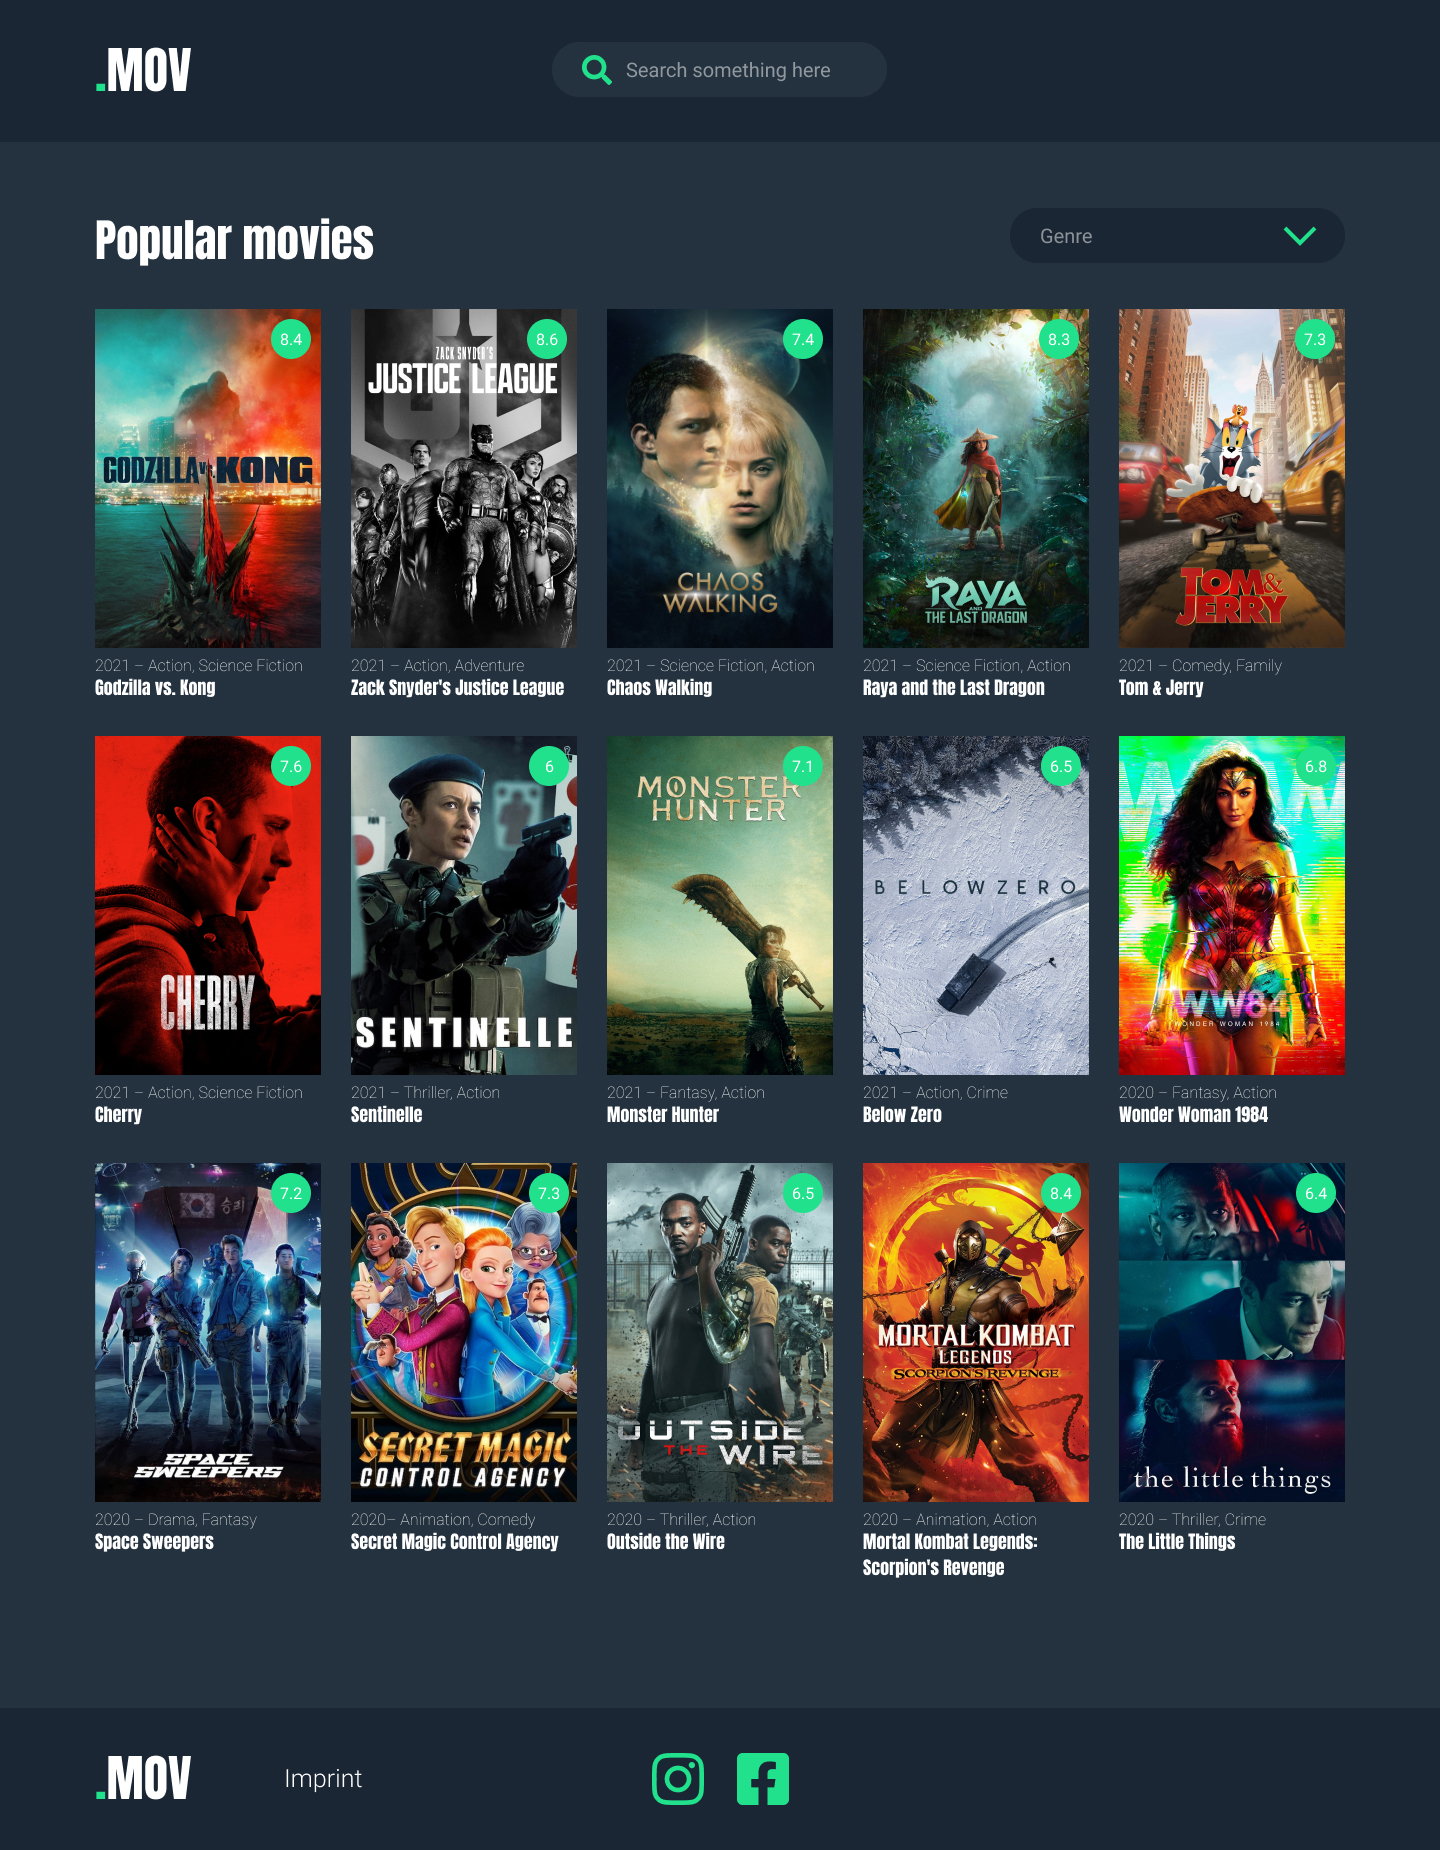 .MOV
Search something here
Popular movies
Genre
8.4
8.6
7.4
8.3
7.3
GODZILLA VS. KONG
ZACK SNYDER'S
JUSTICE LEAGUE
CHAOS
WALKING
RAYA
AND
THE LAST DRAGON
TOM &
JERRY
2021 – Action, Science Fiction
Godzilla vs. Kong
2021 – Action, Adventure
Zack Snyder's Justice League
2021 – Science Fiction, Action
Chaos Walking
2021 – Science Fiction, Action
Raya and the Last Dragon
2021 – Comedy, Family
Tom & Jerry
7.6
6
7.1
6.5
6.8
CHERRY
SENTINELLE
MONSTER
HUNTER
BELOW ZERO
WW84
WONDER WOMAN 1984
2021 – Action, Science Fiction
Cherry
2021 – Thriller, Action
Sentinelle
2021 – Fantasy, Action
Monster Hunter
2021 – Action, Crime
Below Zero
2020 – Fantasy, Action
Wonder Woman 1984
7.2
7.3
6.5
8.4
6.4
승리
SPACE
SWEEPERS
SECRET MAGIC
CONTROL AGENCY
OUTSIDE
THE WIRE
MORTAL KOMBAT
LEGENDS
SCORPION'S REVENGE
the little things
2020 – Drama, Fantasy
Space Sweepers
2020– Animation, Comedy
Secret Magic Control Agency
2020 – Thriller, Action
Outside the Wire
2020 – Animation, Action
Mortal Kombat Legends:
Scorpion's Revenge
2020 – Thriller, Crime
The Little Things
.MOV
Imprint